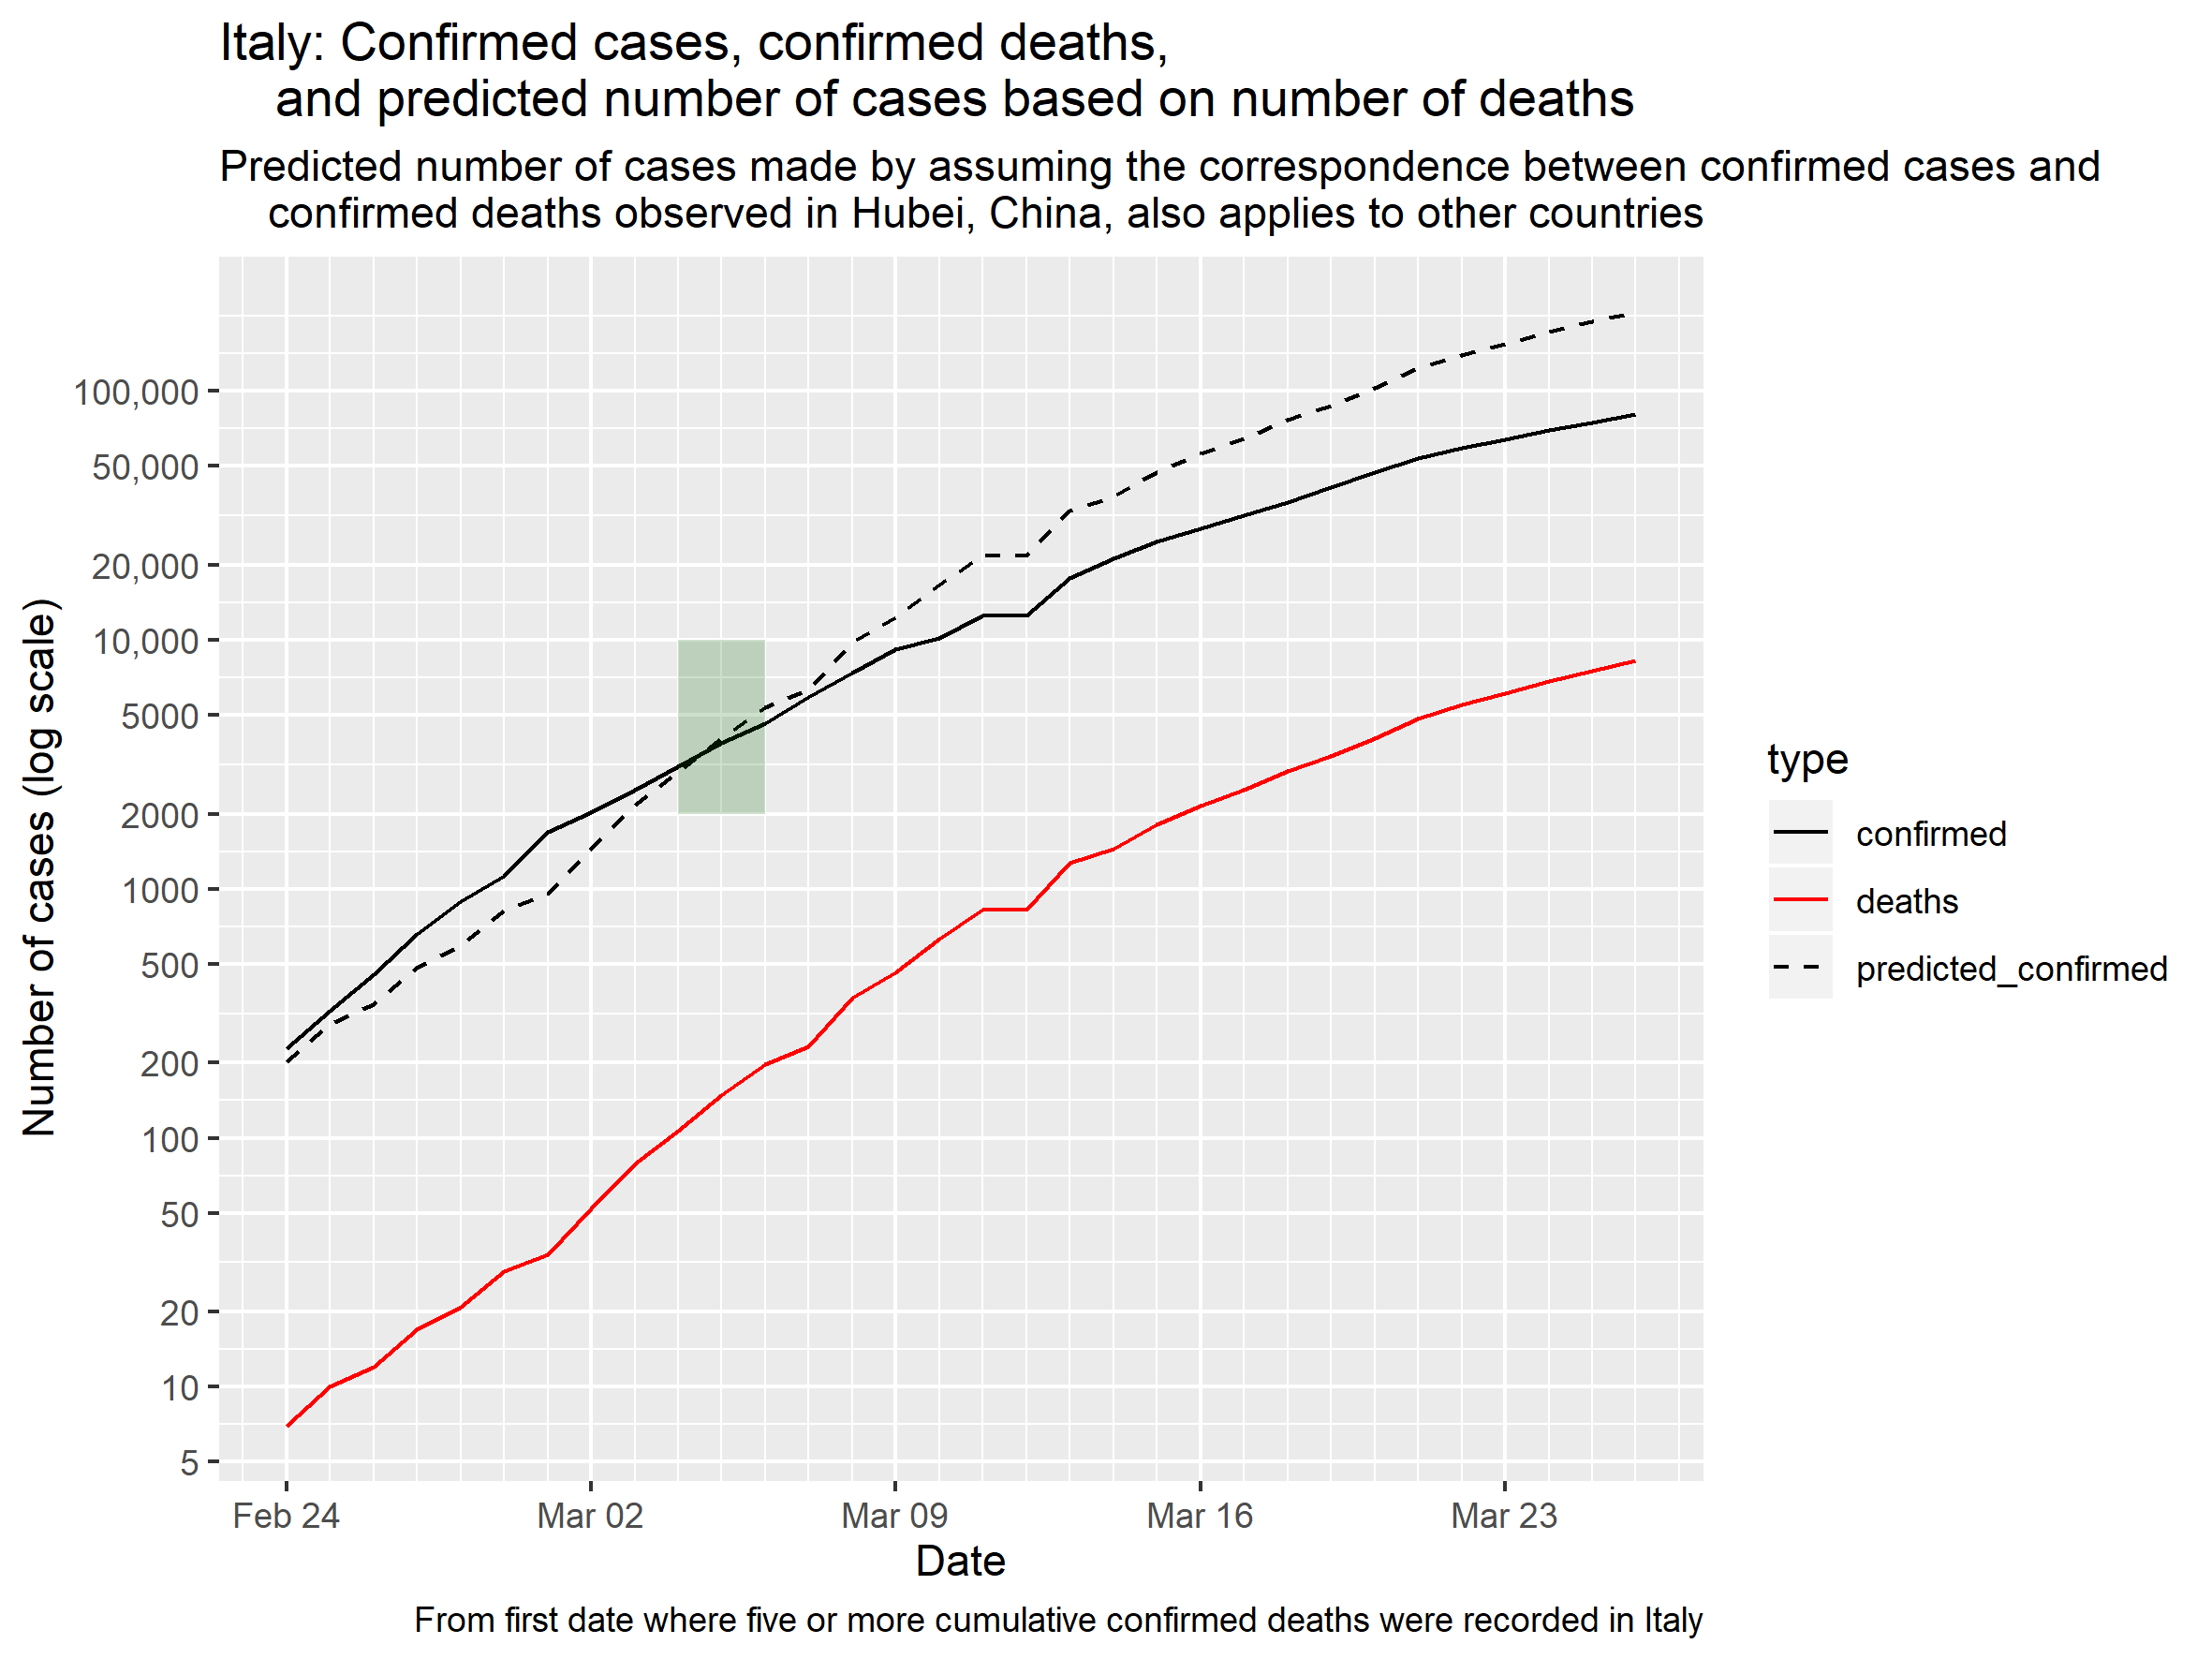 Italy: Confirmed cases, confirmed deaths,
and predicted number of cases based on number of deaths
Predicted number of cases made by assuming the correspondence between confirmed cases and
confirmed deaths observed in Hubei, China, also applies to other countries
Number of cases (log scale)
100,000
50,000
20,000
10,000
5000
2000
1000
500
200
100
50
20
10
5
Feb 24
Mar 02
Mar 09
Mar 16
Mar 23
Date
type
confirmed
deaths
predicted_confirmed
From first date where five or more cumulative confirmed deaths were recorded in Italy